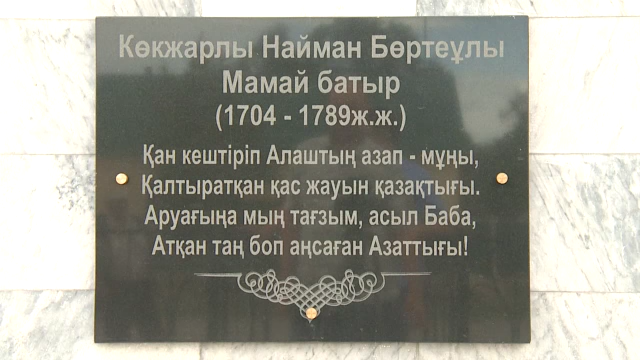 Көкжарлы Найман Бөртеұлы
Мамай батыр
(1704 - 1789ж.ж.)
Қан кештіріп Алаштың азап - мұңы,
Қалтыратқан қас жауын қазақтығы.
Аруағыңа мың тағзым, асыл Баба,
Атқан таң боп аңсаған Азаттығы!